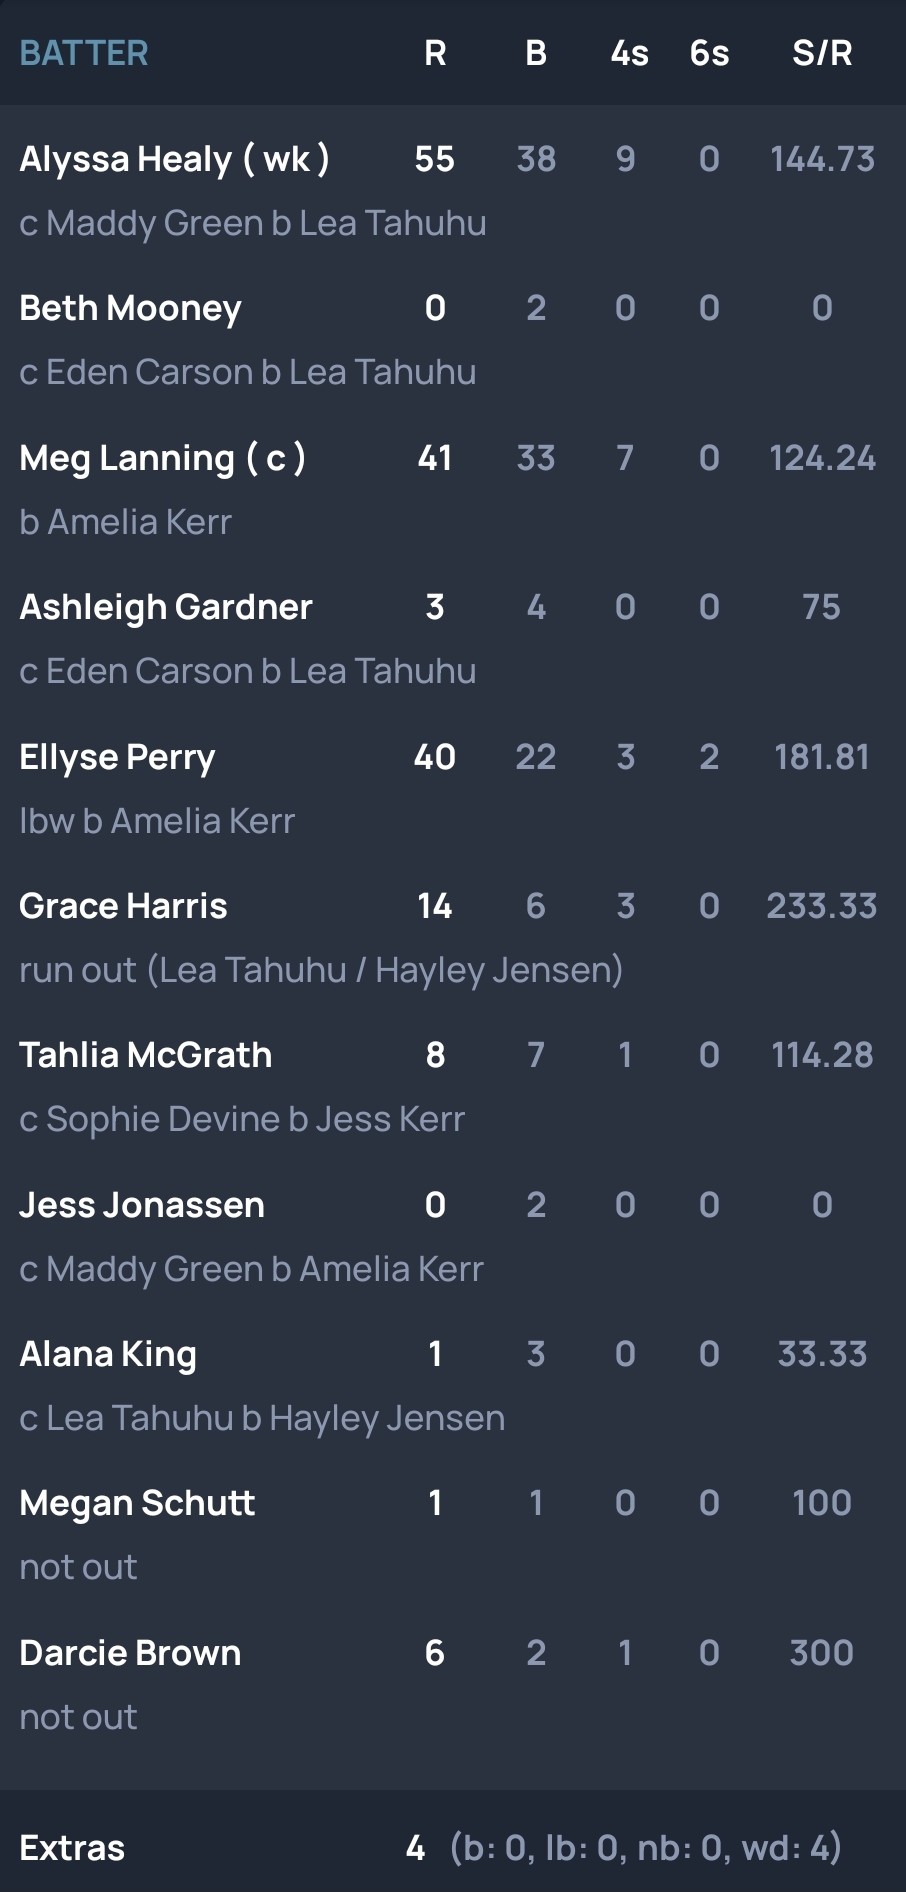 BATTER R B 4s 6s S/R
Alyssa Healy ( wk ) 55 38 9 0 144.73
c Maddy Green b Lea Tahuhu
Beth Mooney 0 2 0 0 0
c Eden Carson b Lea Tahuhu
Meg Lanning ( c ) 41 33 7 0 124.24
b Amelia Kerr
Ashleigh Gardner 3 4 0 0 75
c Eden Carson b Lea Tahuhu
Ellyse Perry 40 22 3 2 181.81
lbw b Amelia Kerr
Grace Harris 14 6 3 0 233.33
run out (Lea Tahuhu / Hayley Jensen)
Tahlia McGrath 8 7 1 0 114.28
c Sophie Devine b Jess Kerr
Jess Jonassen 0 2 0 0 0
c Maddy Green b Amelia Kerr
Alana King 1 3 0 0 33.33
c Lea Tahuhu b Hayley Jensen
Megan Schutt 1 1 0 0 100
not out
Darcie Brown 6 2 1 0 300
not out
Extras 4 (b: 0, lb: 0, nb: 0, wd: 4)